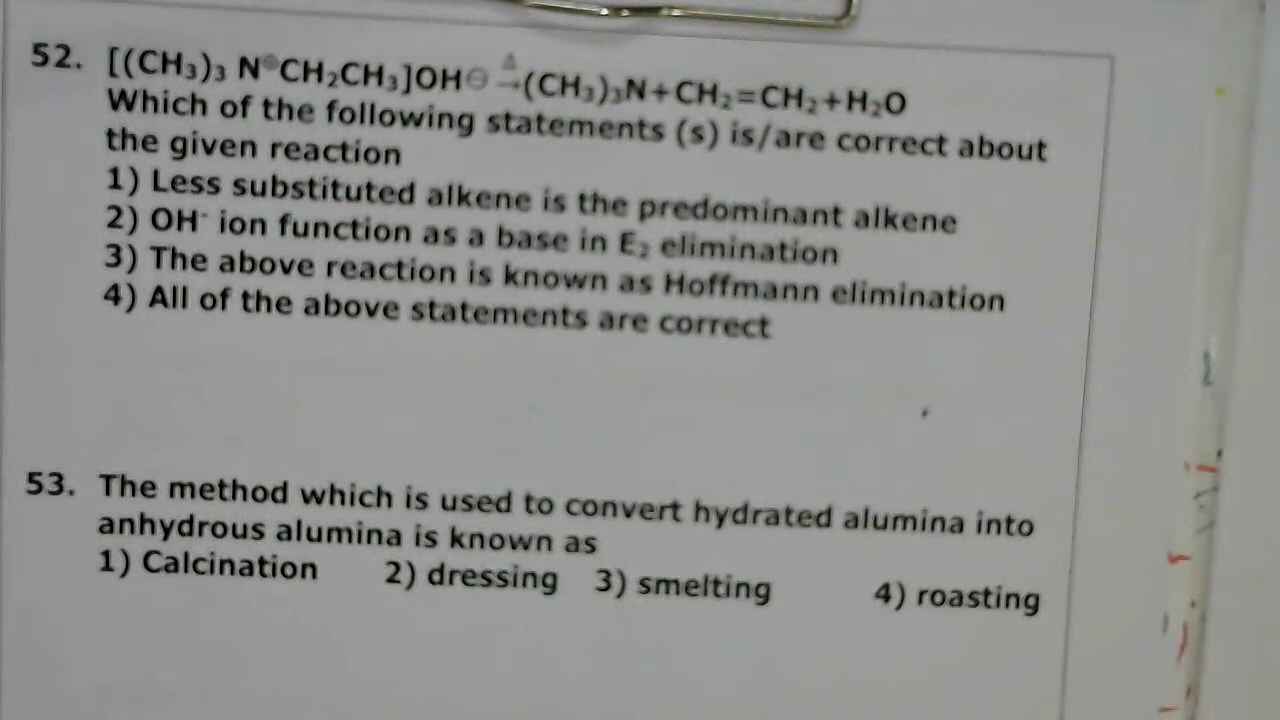 52. [(CH₃)₃ N⊕CH₂CH₃]OH⊖ →Δ (CH₃)₃N+CH₂=CH₂+H₂O
Which of the following statements (s) is/are correct about
the given reaction
1) Less substituted alkene is the predominant alkene
2) OH⁻ ion function as a base in E₂ elimination
3) The above reaction is known as Hoffmann elimination
4) All of the above statements are correct
53. The method which is used to convert hydrated alumina into
anhydrous alumina is known as
1) Calcination 2) dressing 3) smelting 4) roasting